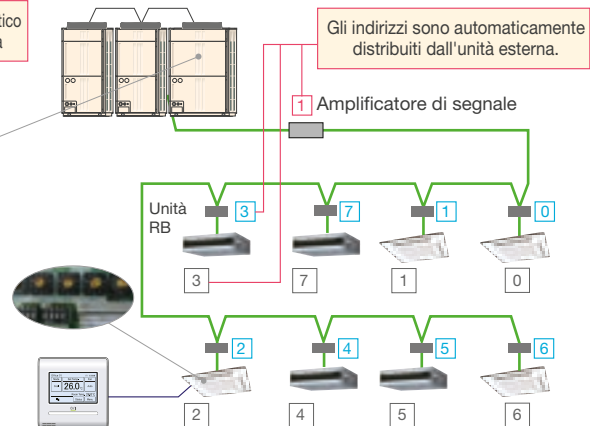 tico
a
Gli indirizzi sono automaticamente
distribuiti dall'unità esterna.
1 Amplificatore di segnale
Unità
RB
3 7 1 0
3 7 1 0
2 4 5 6
26.0
2 4 5 6